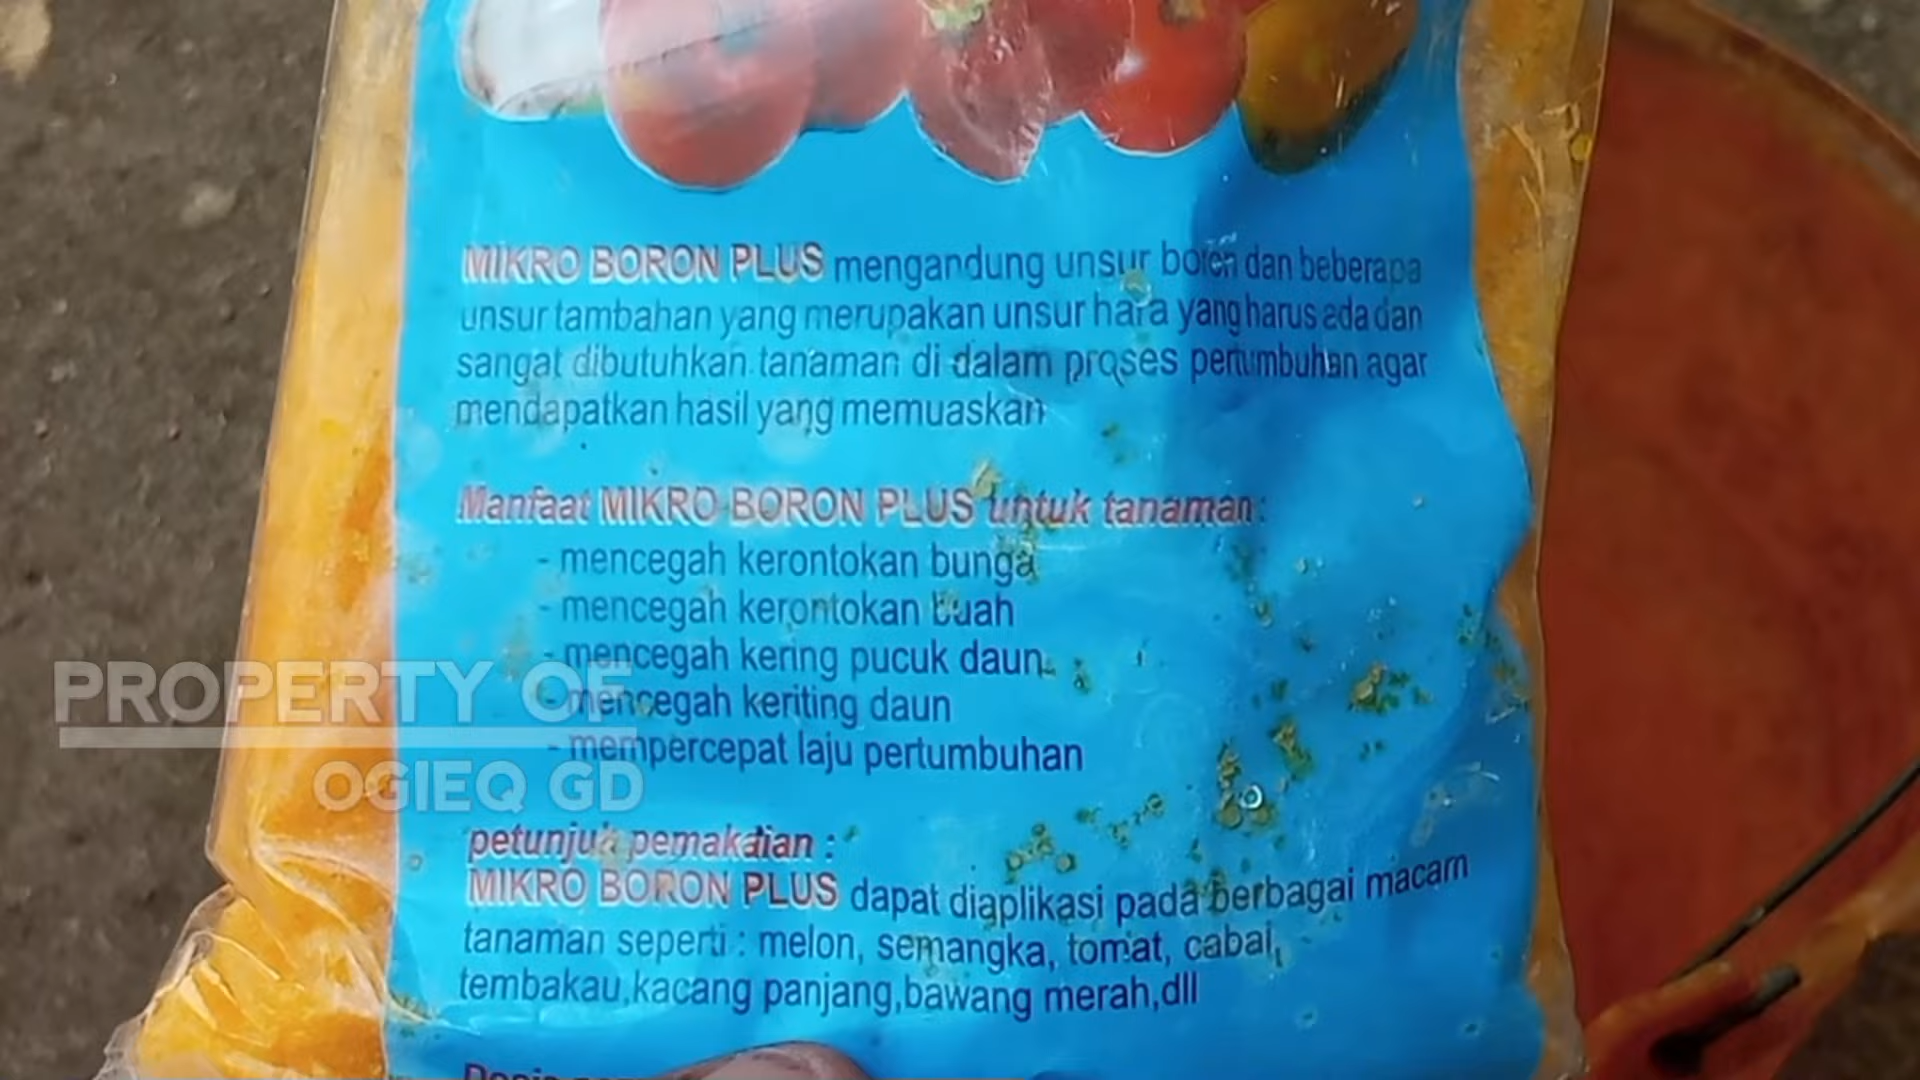 MIKRO BORON PLUS mengandung unsur boron dan beberapa
unsur tambahan yang merupakan unsur hara yang harus ada dan
sangat dibutuhkan tanaman di dalam proses pertumbuhan agar
mendapatkan hasil yang memuaskan
Manfaat MIKRO BORON PLUS untuk tanaman :
- mencegah kerontokan bunga
- mencegah kerontokan buah
- mencegah kering pucuk daun
- mencegah keriting daun
- mempercepat laju pertumbuhan
PROPERTY OF
OGIEQ GD
petunjuk pemakaian :
MIKRO BORON PLUS dapat diaplikasi pada berbagai macam
tanaman seperti : melon, semangka, tomat, cabai,
tembakau,kacang panjang,bawang merah,dll